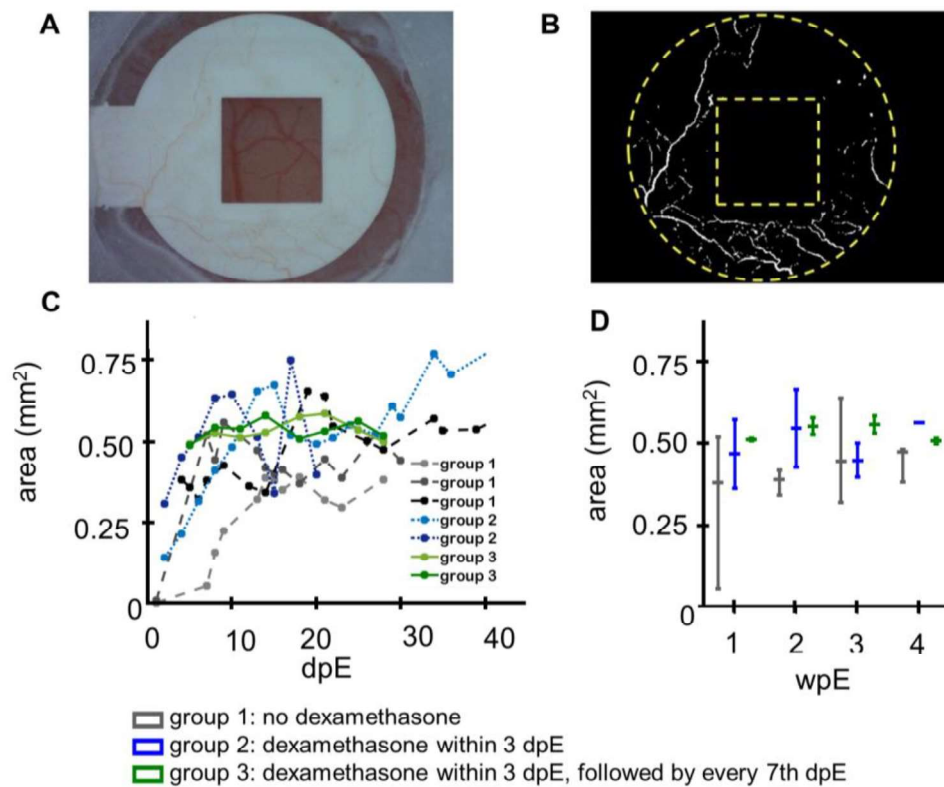 A
B
C
D
area (mm²)
0.75
0.50
0.25
0
0 10 20 30 40
dpE
group 1
group 1
group 1
group 2
group 2
group 3
group 3
area (mm²)
0.75
0.50
0.25
0
1 2 3 4
wpE
group 1: no dexamethasone
group 2: dexamethasone within 3 dpE
group 3: dexamethasone within 3 dpE, followed by every 7th dpE